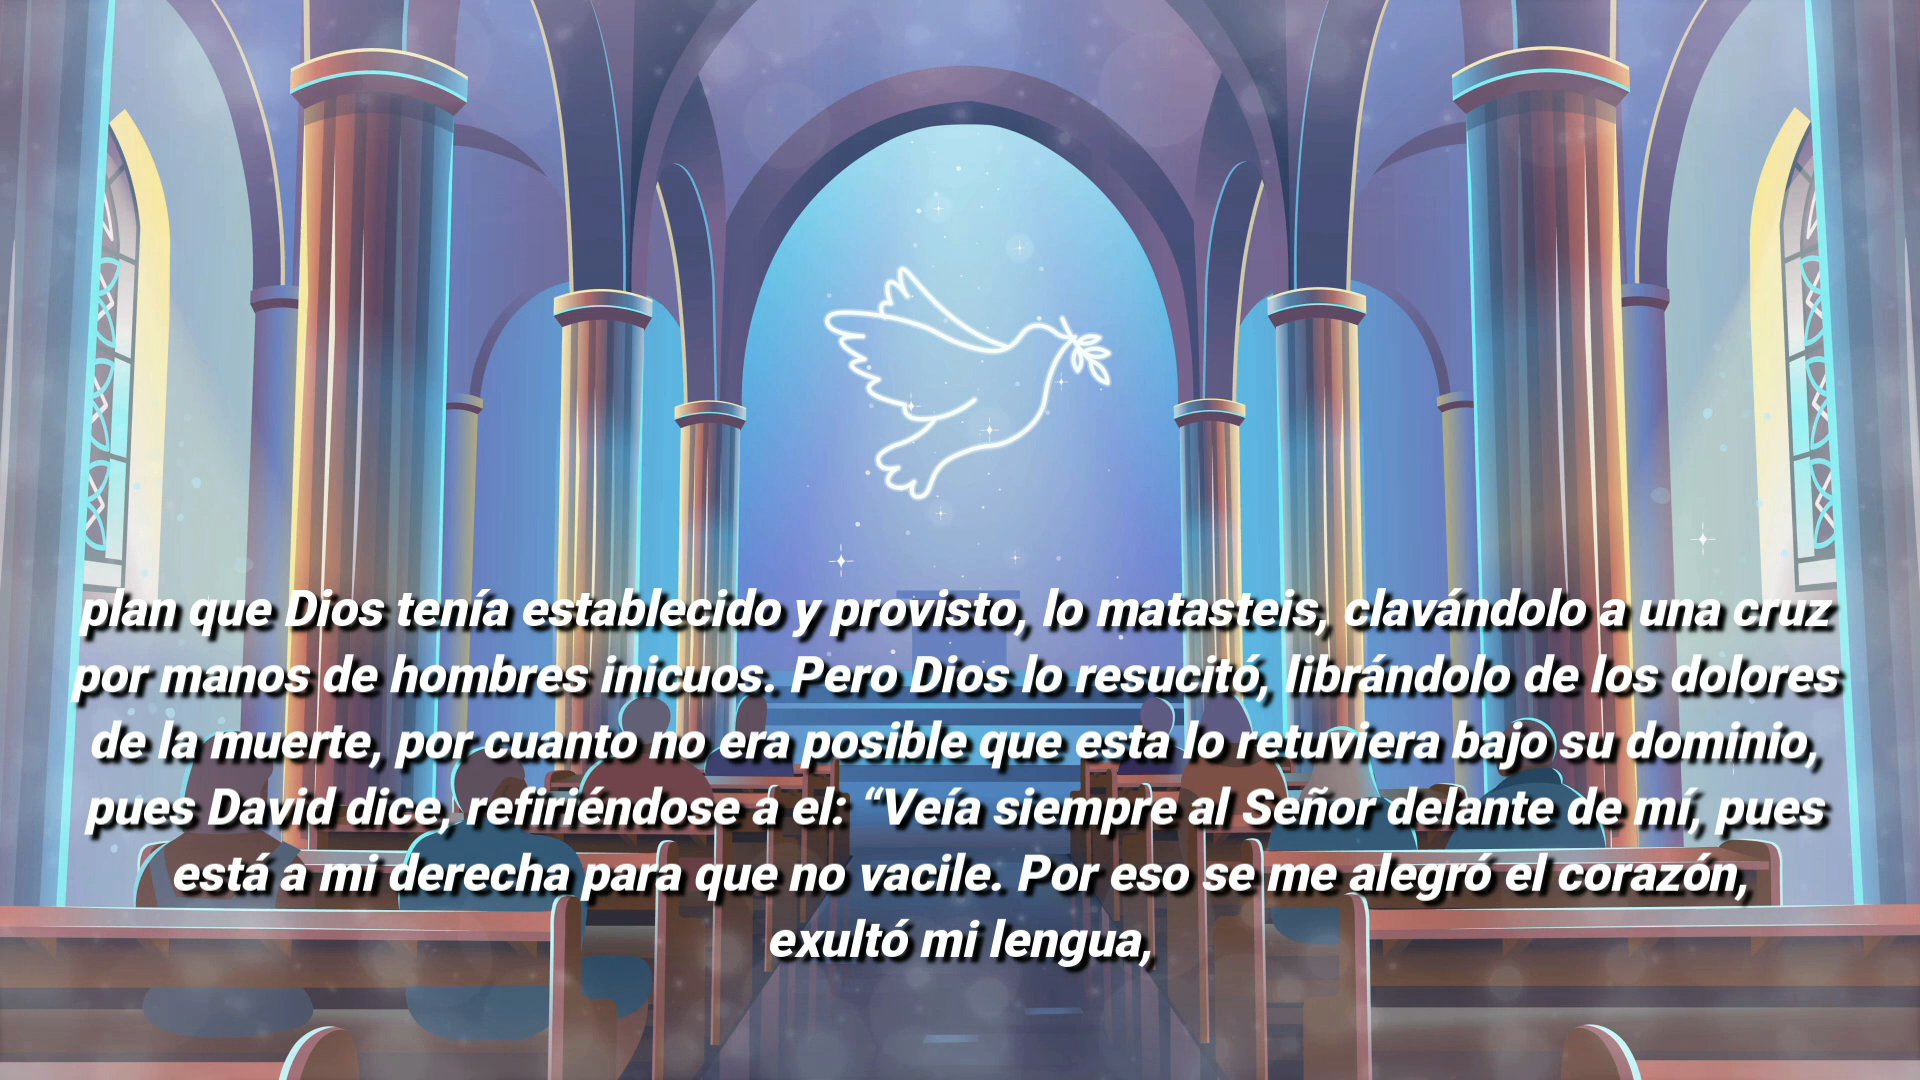 plan que Dios tenía establecido y provisto, lo matasteis, clavándolo a una cruz
por manos de hombres inicuos. Pero Dios lo resucitó, librándolo de los dolores
de la muerte, por cuanto no era posible que esta lo retuviera bajo su dominio,
pues David dice, refiriéndose a el: “Veía siempre al Señor delante de mí, pues
está a mi derecha para que no vacile. Por eso se me alegró el corazón,
exultó mi lengua,